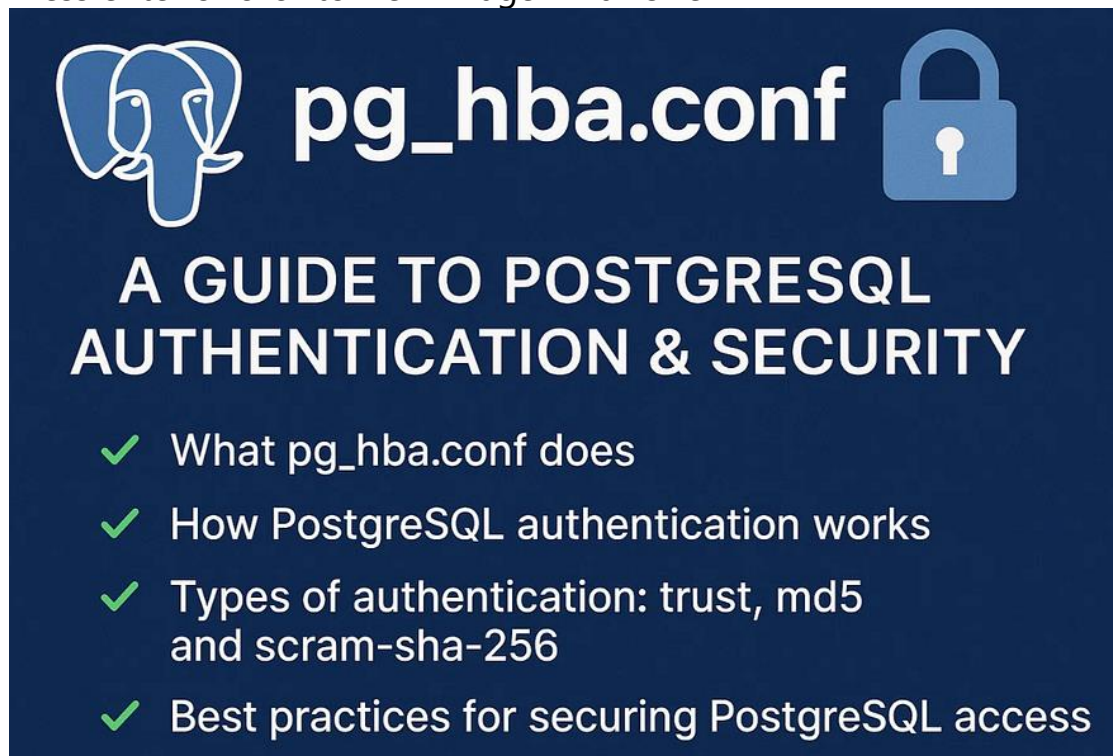 pg_hba.conf
A GUIDE TO POSTGRESQL
AUTHENTICATION & SECURITY
What pg_hba.conf does
How PostgreSQL authentication works
Types of authentication: trust, md5
and scram-sha-256
Best practices for securing PostgreSQL access